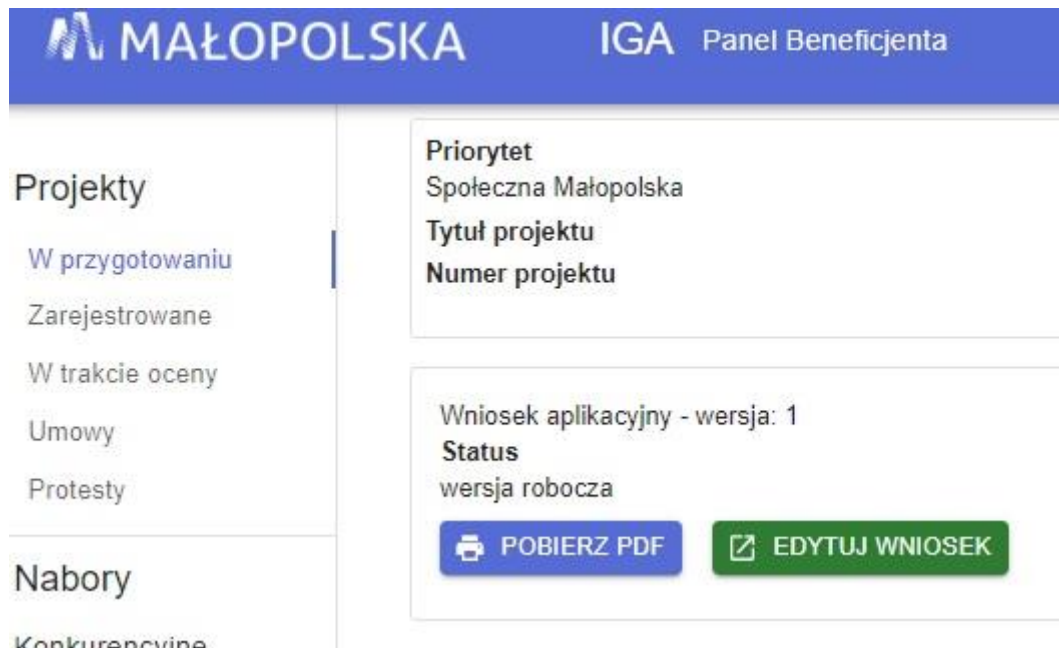 MAŁOPOLSKA
IGA Panel Beneficjenta
Projekty
W przygotowaniu
Zarejestrowane
W trakcie oceny
Umowy
Protesty
Nabory
Konkurencyjne
Priorytet
Społeczna Małopolska
Tytuł projektu
Numer projektu
Wniosek aplikacyjny - wersja: 1
Status
wersja robocza
POBIERZ PDF
EDYTUJ WNIOSEK